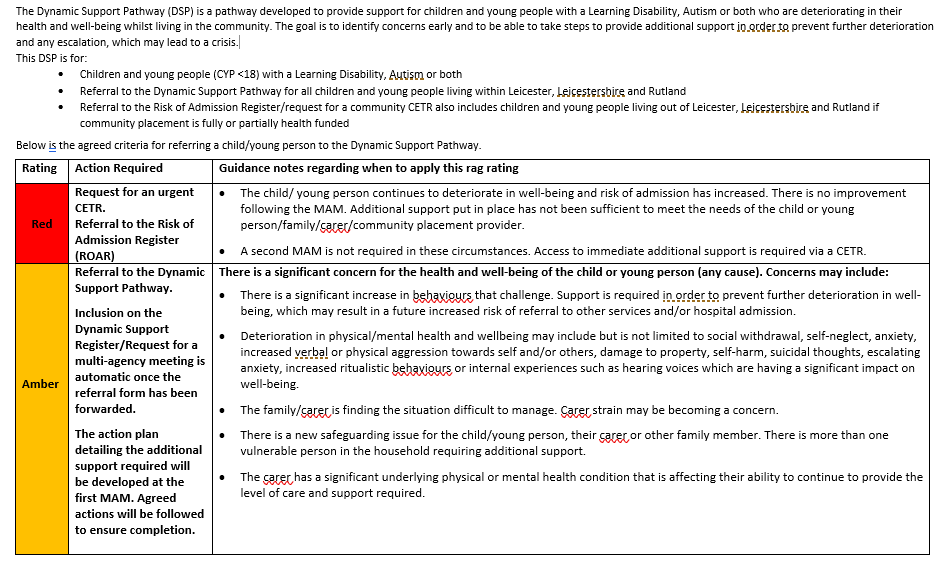 The Dynamic Support Pathway (DSP) is a pathway developed to provide support for children and young people with a Learning Disability, Autism or both who are deteriorating in their
health and well-being whilst living in the community. The goal is to identify concerns early and to be able to take steps to provide additional support in order to prevent further deterioration
and any escalation, which may lead to a crisis.
This DSP is for:
• Children and young people (CYP <18) with a Learning Disability, Autism or both
• Referral to the Dynamic Support Pathway for all children and young people living within Leicester, Leicestershire and Rutland
• Referral to the Risk of Admission Register/request for a community CETR also includes children and young people living out of Leicester, Leicestershire and Rutland if
community placement is fully or partially health funded
Below is the agreed criteria for referring a child/young person to the Dynamic Support Pathway.
Rating
Action Required
Guidance notes regarding when to apply this rag rating
Red
Request for an urgent
CETR.
Referral to the Risk of
Admission Register
(ROAR)
• The child/ young person continues to deteriorate in well-being and risk of admission has increased. There is no improvement
following the MAM. Additional support put in place has not been sufficient to meet the needs of the child or young
person/family/carer/community placement provider.
• A second MAM is not required in these circumstances. Access to immediate additional support is required via a CETR.
Amber
Referral to the Dynamic
Support Pathway.
Inclusion on the
Dynamic Support
Register/Request for a
multi-agency meeting is
automatic once the
referral form has been
forwarded.
The action plan
detailing the additional
support required will
be developed at the
first MAM. Agreed
actions will be followed
to ensure completion.
There is a significant concern for the health and well-being of the child or young person (any cause). Concerns may include:
• There is a significant increase in behaviours that challenge. Support is required in order to prevent further deterioration in well-
being, which may result in a future increased risk of referral to other services and/or hospital admission.
• Deterioration in physical/mental health and wellbeing may include but is not limited to social withdrawal, self-neglect, anxiety,
increased verbal or physical aggression towards self and/or others, damage to property, self-harm, suicidal thoughts, escalating
anxiety, increased ritualistic behaviours or internal experiences such as hearing voices which are having a significant impact on
well-being.
• The family/carer is finding the situation difficult to manage. Carer strain may be becoming a concern.
• There is a new safeguarding issue for the child/young person, their carer or other family member. There is more than one
vulnerable person in the household requiring additional support.
• The carer has a significant underlying physical or mental health condition that is affecting their ability to continue to provide the
level of care and support required.